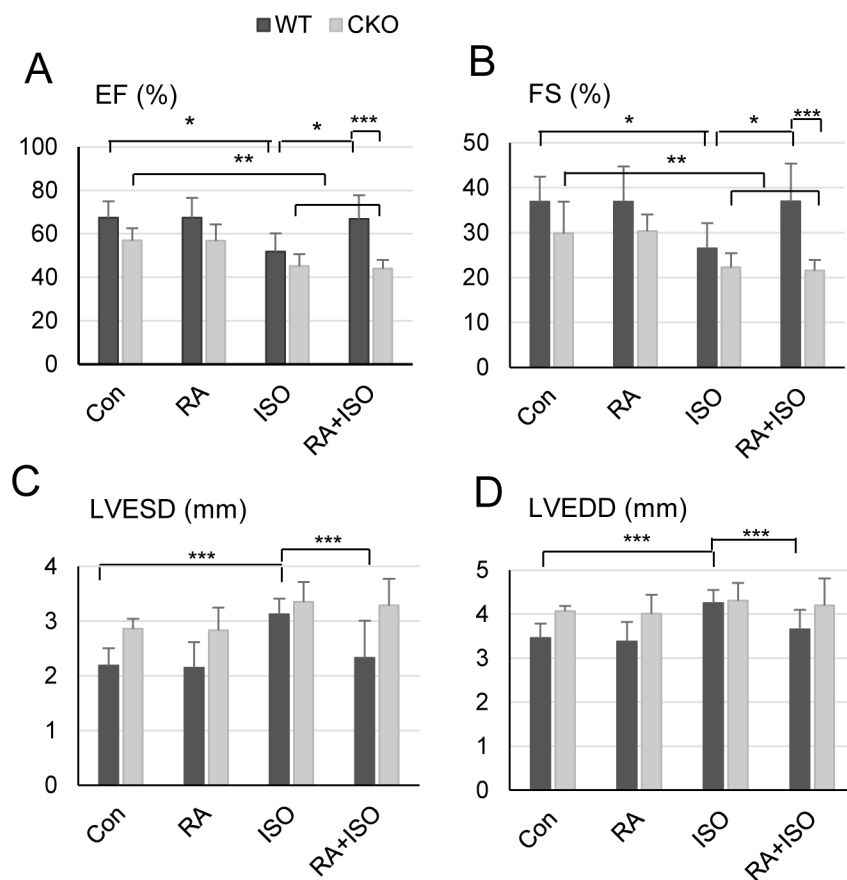 WT CKO
A
EF (%)
* * ***
**
100
80
60
40
20
0
Con RA ISO RA+ISO
B
FS (%)
* * ***
**
50
40
30
20
10
0
Con RA ISO RA+ISO
C
LVESD (mm)
*** ***
4
3
2
1
0
Con RA ISO RA+ISO
D
LVEDD (mm)
*** ***
5
4
3
2
1
0
Con RA ISO RA+ISO